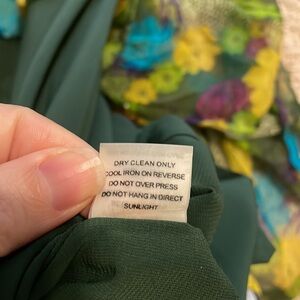 DRY CLEAN ONLY
COOL IRON ON REVERSE
DO NOT OVER PRESS
DO NOT HANG IN DIRECT
SUNLIGHT